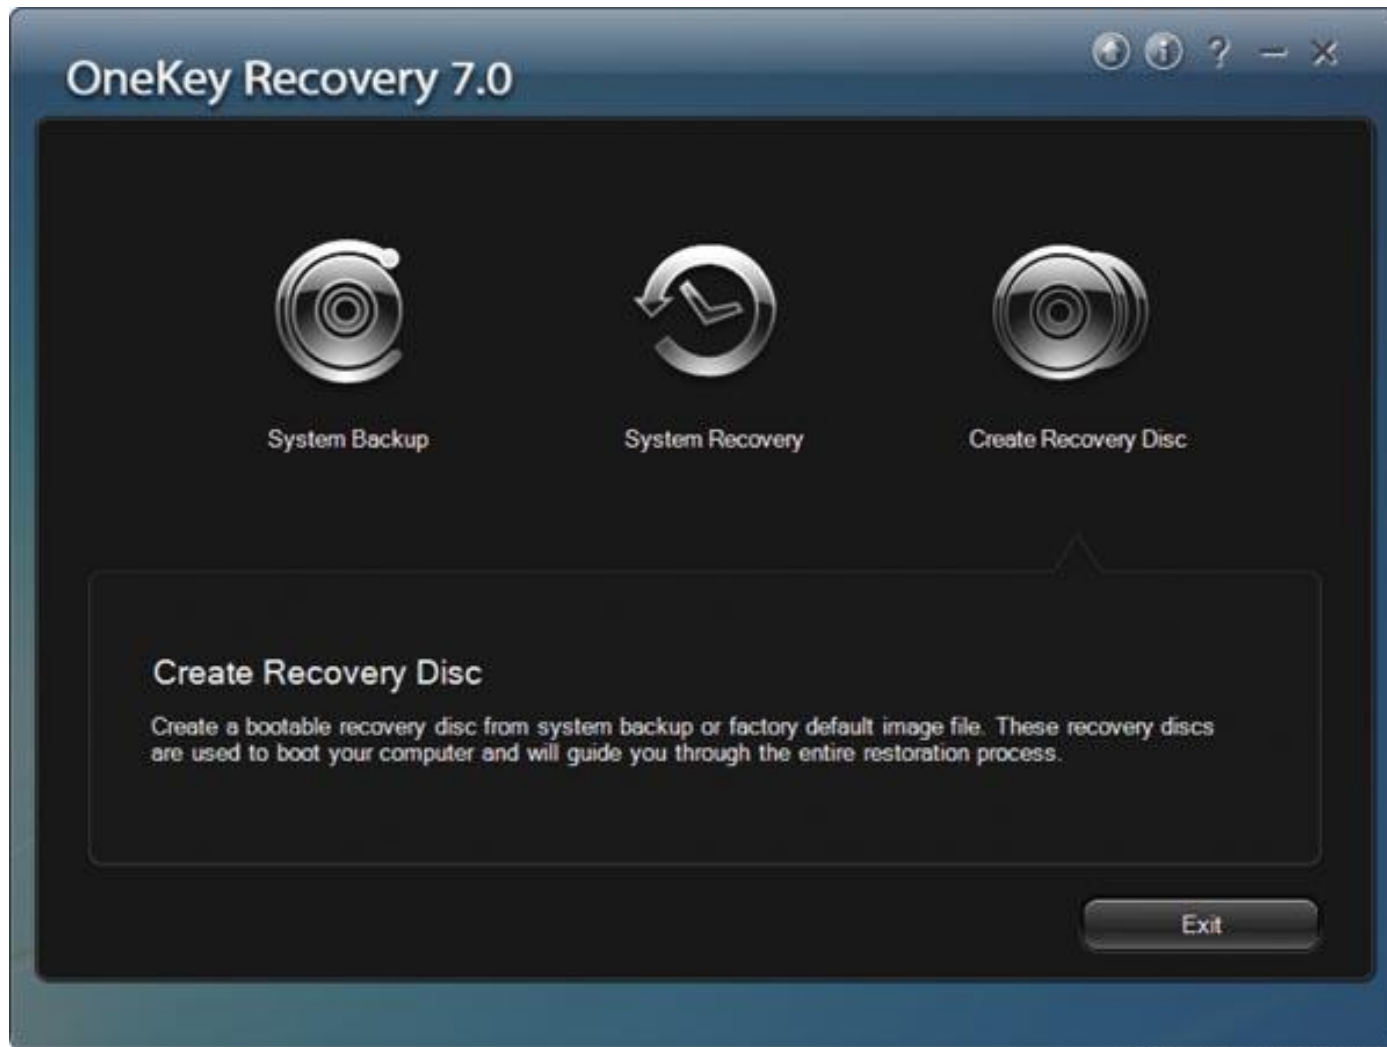 OneKey Recovery 7.0
?
System Backup
System Recovery
Create Recovery Disc
Create Recovery Disc
Create a bootable recovery disc from system backup or factory default image file. These recovery discs
are used to boot your computer and will guide you through the entire restoration process.
Exit